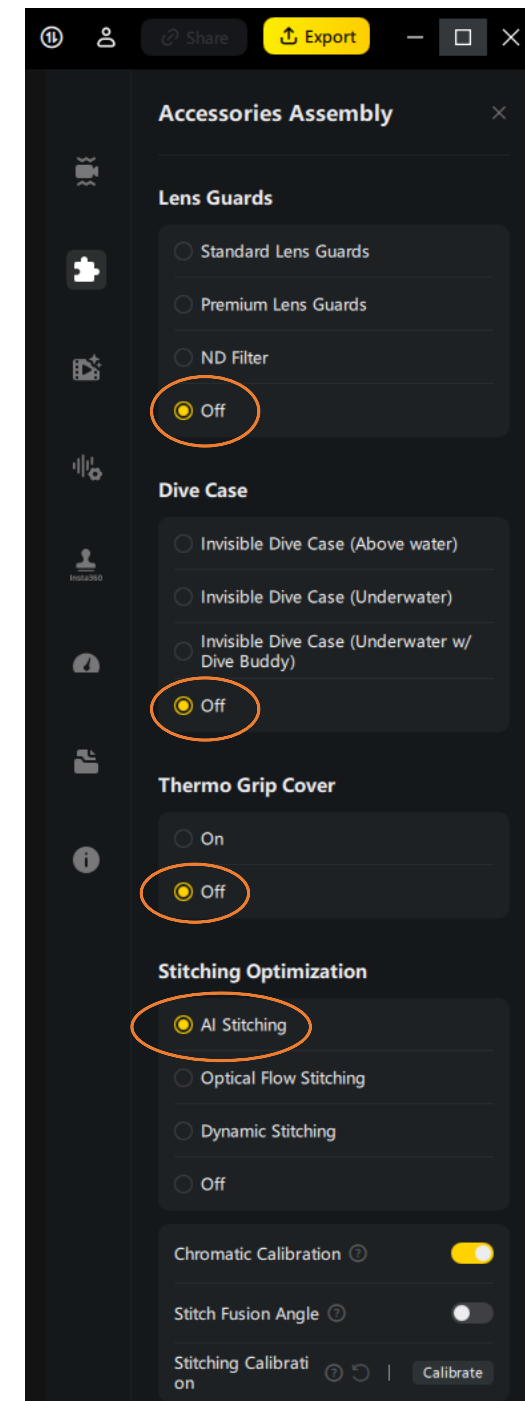 Share
Export
Accessories Assembly
Lens Guards
Standard Lens Guards
Premium Lens Guards
ND Filter
Off
Dive Case
Invisible Dive Case (Above water)
Invisible Dive Case (Underwater)
Invisible Dive Case (Underwater w/
Dive Buddy)
Off
Thermo Grip Cover
On
Off
Insta360
Stitching Optimization
AI Stitching
Optical Flow Stitching
Dynamic Stitching
Off
Chromatic Calibration ?
Stitch Fusion Angle ?
Stitching Calibrati
on
? | Calibrate